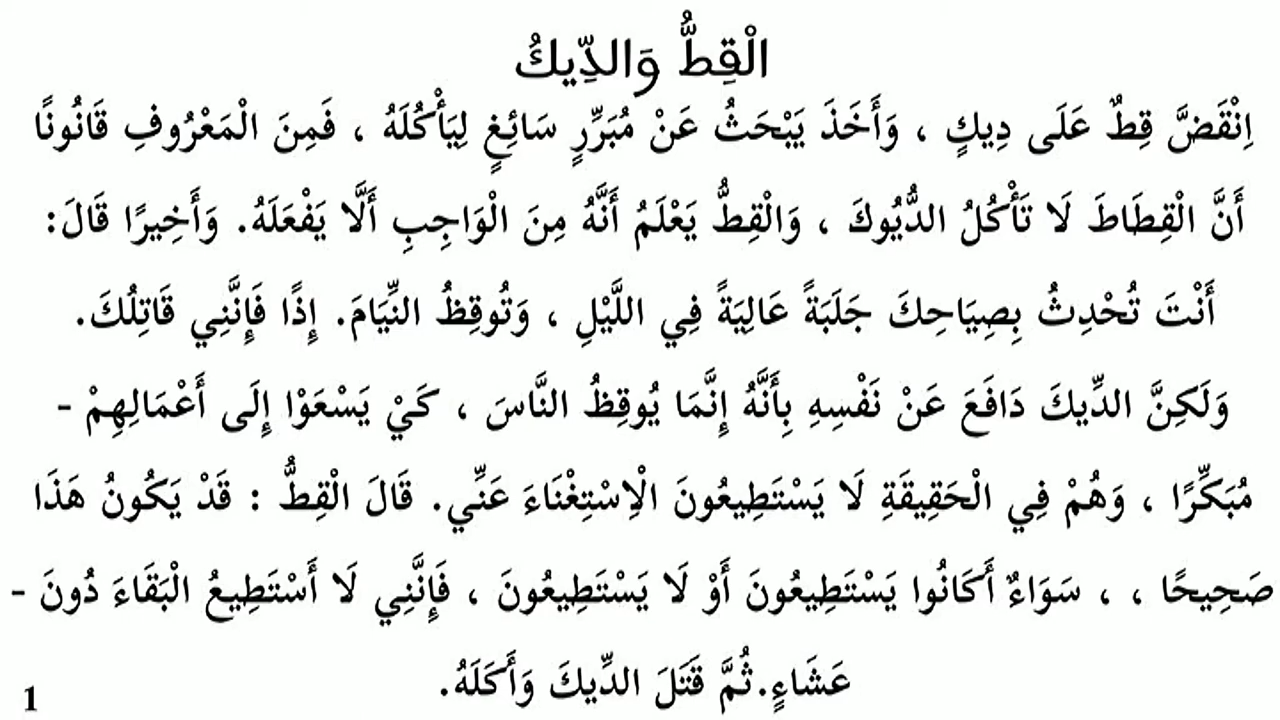 الْقِطُّ وَالدِّيكُ
اِنْقَضَّ قِطٌ عَلَى دِيكٍ ، وَأَخَذَ يَبْحَثُ عَنْ مُبَرِّرٍ سَائِغٍ لِيَأْكُلَهُ ، فَمِنَ الْمَعْرُوفِ قَانُونًا
أَنَّ الْقِطَاطَ لَا تَأْكُلُ الدُّيُوكَ ، وَالْقِطُّ يَعْلَمُ أَنَّهُ مِنَ الْوَاجِبِ أَلَّا يَفْعَلَهُ. وَأَخِيرًا قَالَ:
أَنْتَ تُحْدِثُ بِصِيَاحِكَ جَلَبَةً عَالِيَةً فِي اللَّيْلِ ، وَتُوقِظُ النِّيَامَ. إِذًا فَإِنَّنِي قَاتِلُكَ.
وَلَكِنَّ الدِّيكَ دَافَعَ عَنْ نَفْسِهِ بِأَنَّهُ إِنَّمَا يُوقِظُ النَّاسَ ، كَيْ يَسْعَوْا إِلَى أَعْمَالِهِمْ -
مُبَكِّرًا ، وَهُمْ فِي الْحَقِيقَةِ لَا يَسْتَطِيعُونَ الْاِسْتِغْنَاءَ عَنِّي. قَالَ الْقِطُّ : قَدْ يَكُونُ هَذَا
صَحِيحًا ، ، سَوَاءٌ أَكَانُوا يَسْتَطِيعُونَ أَوْ لَا يَسْتَطِيعُونَ ، فَإِنَّنِي لَا أَسْتَطِيعُ الْبَقَاءَ دُونَ -
عَشَاءٍ.ثُمَّ قَتَلَ الدِّيكَ وَأَكَلَهُ.
1